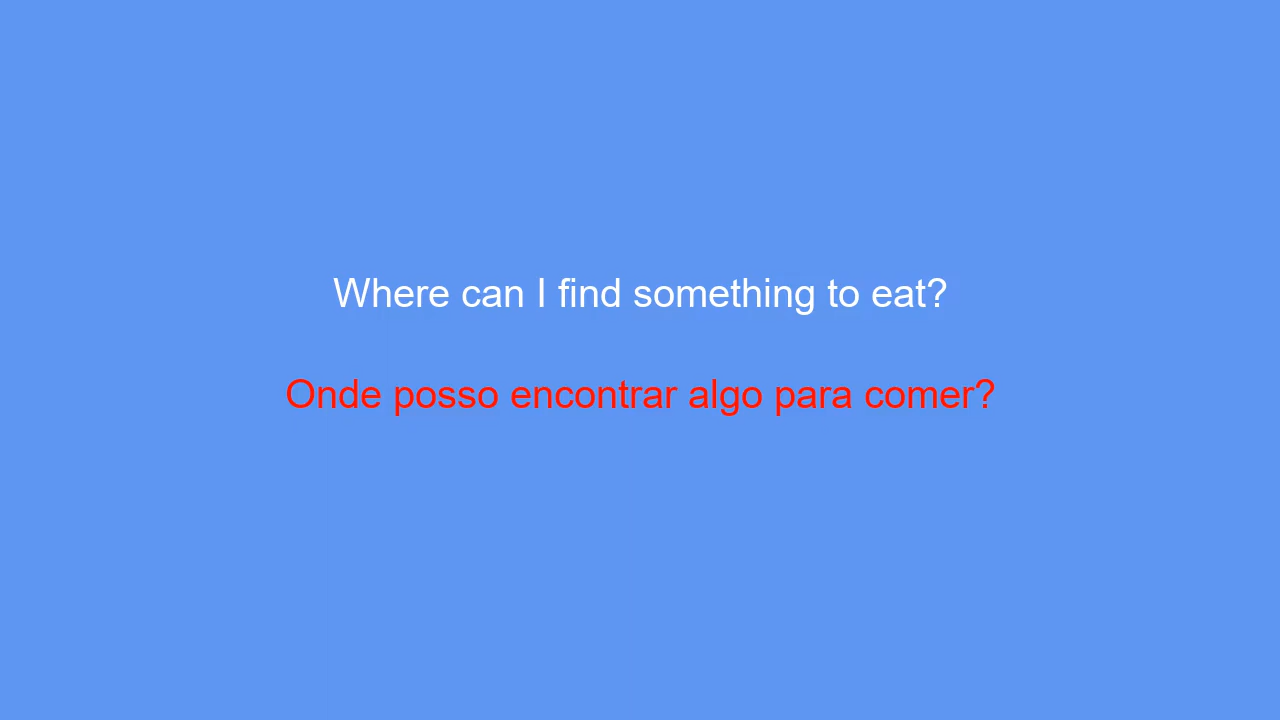 Where can I find something to eat?
Onde posso encontrar algo para comer?